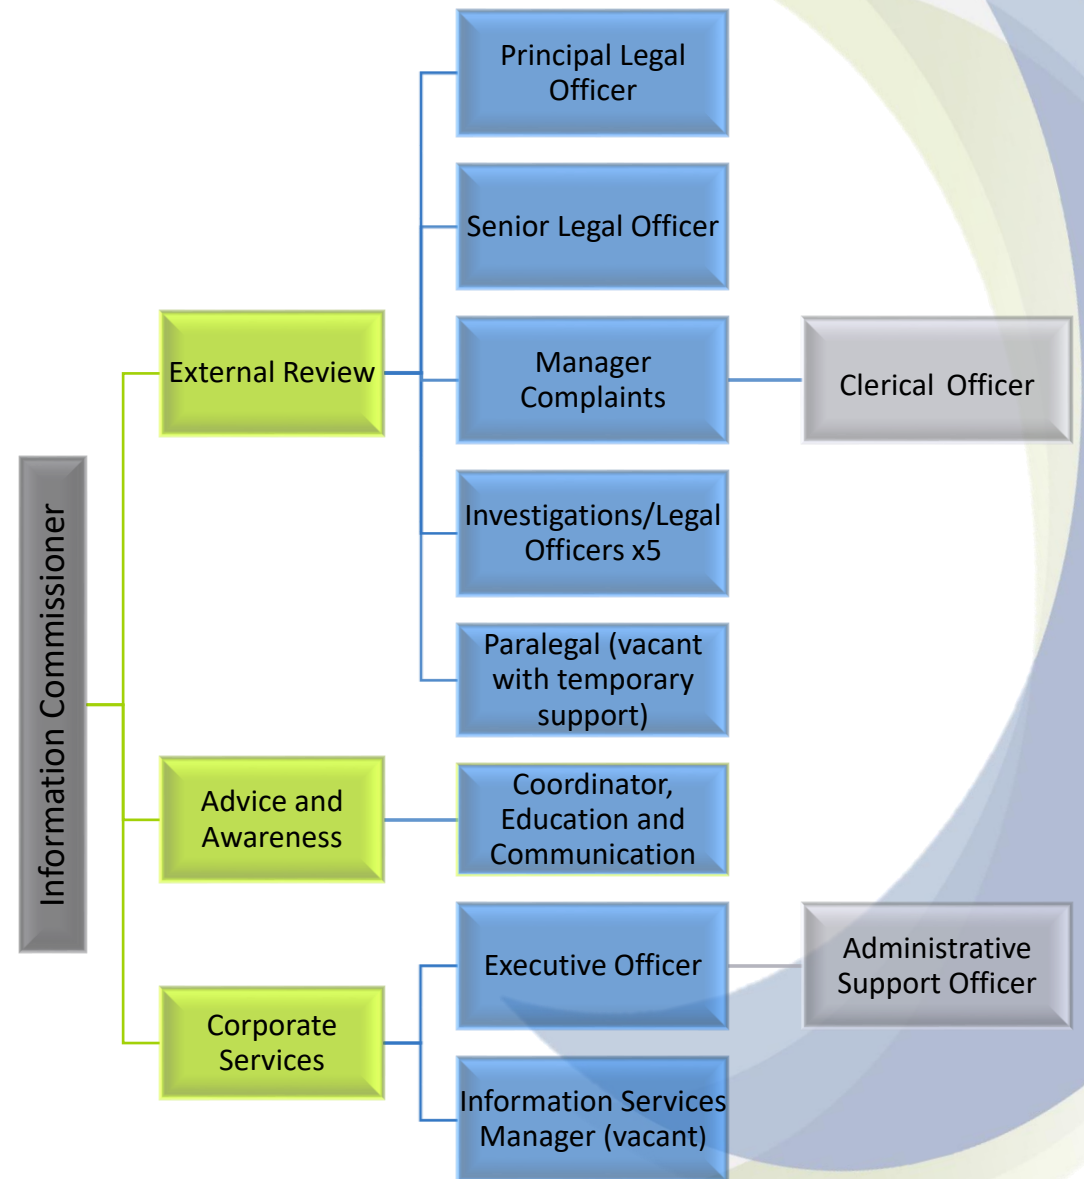 Information Commissioner
External Review
Principal Legal
Officer
Senior Legal Officer
Manager
Complaints
Clerical Officer
Investigations/Legal
Officers x5
Paralegal (vacant
with temporary
support)
Advice and
Awareness
Coordinator,
Education and
Communication
Corporate
Services
Executive Officer
Administrative
Support Officer
Information Services
Manager (vacant)